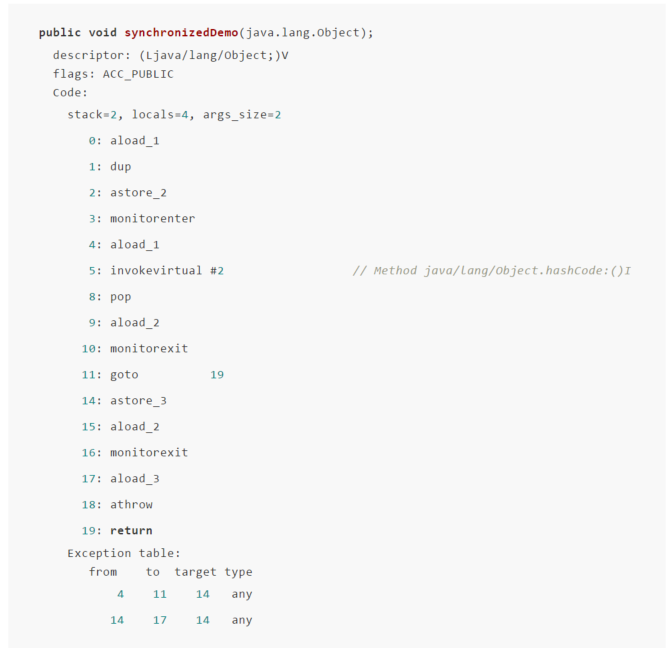 public void synchronizedDemo(java.lang.Object);
descriptor: (Ljava/lang/Object;)V
flags: ACC_PUBLIC
Code:
stack=2, locals=4, args_size=2
0: aload_1
1: dup
2: astore_2
3: monitorenter
4: aload_1
5: invokevirtual #2 // Method java/lang/Object.hashCode:()I
8: pop
9: aload_2
10: monitorexit
11: goto 19
14: astore_3
15: aload_2
16: monitorexit
17: aload_3
18: athrow
19: return
Exception table:
from to target type
4 11 14 any
14 17 14 any